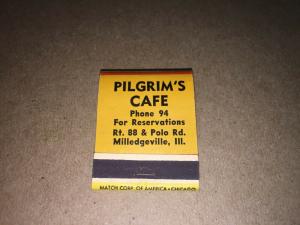 PILGRIM'S
CAFE
Phone 94
For Reservations
Rt. 88 & Polo Rd.
Milledgeville, Ill.
MATCH CORP. OF AMERICA - CHICAGO